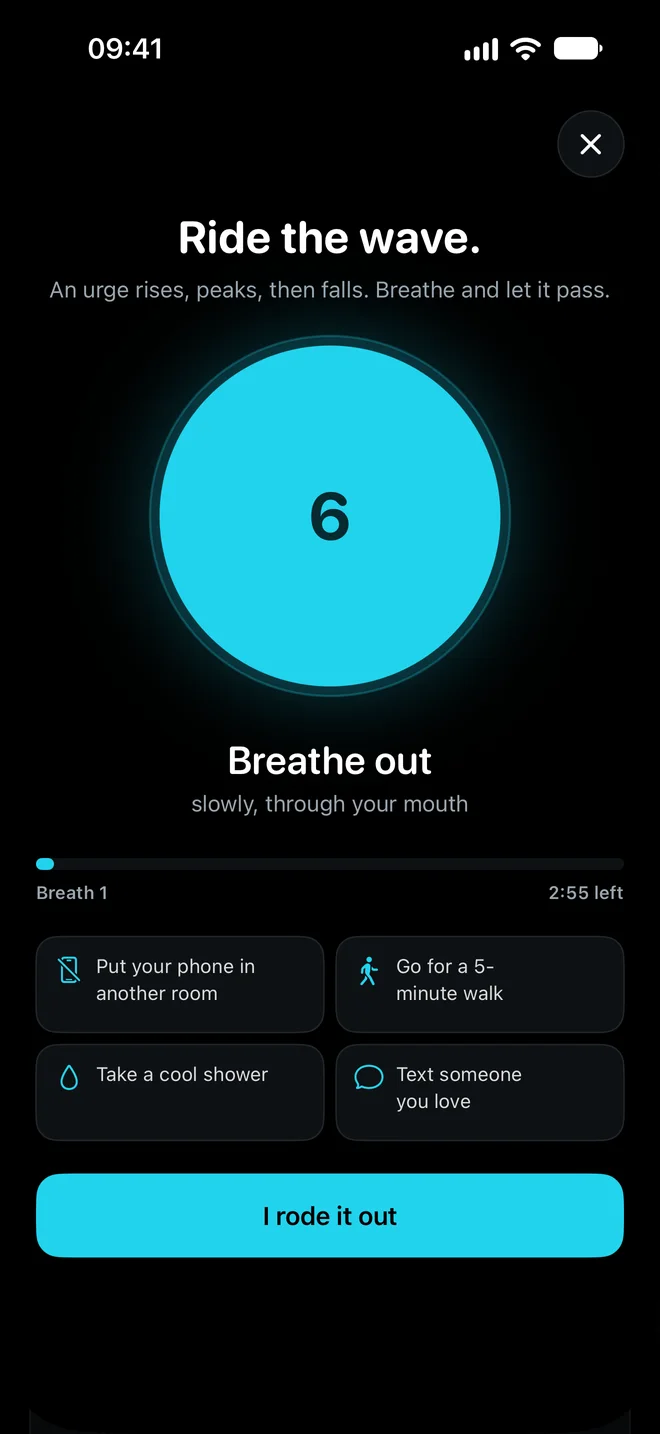 09:41
Ride the wave.
An urge rises, peaks, then falls. Breathe and let it pass.
6
Breathe out
slowly, through your mouth
Breath 1
2:55 left
Put your phone in
another room
Go for a 5-
minute walk
Take a cool shower
Text someone
you love
I rode it out